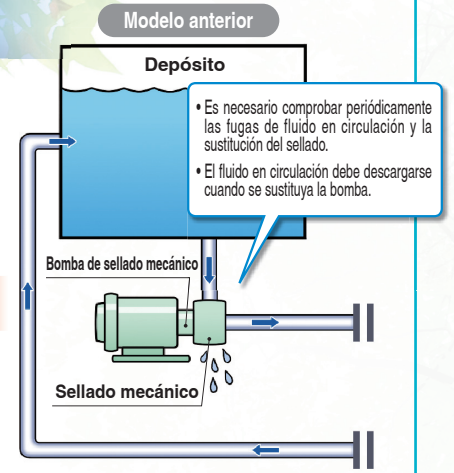 Modelo anterior
Depósito
• Es necesario comprobar periódicamente
las fugas de fluido en circulación y la
sustitución del sellado.
• El fluido en circulación debe descargarse
cuando se sustituya la bomba.
Bomba de sellado mecánico
Sellado mecánico